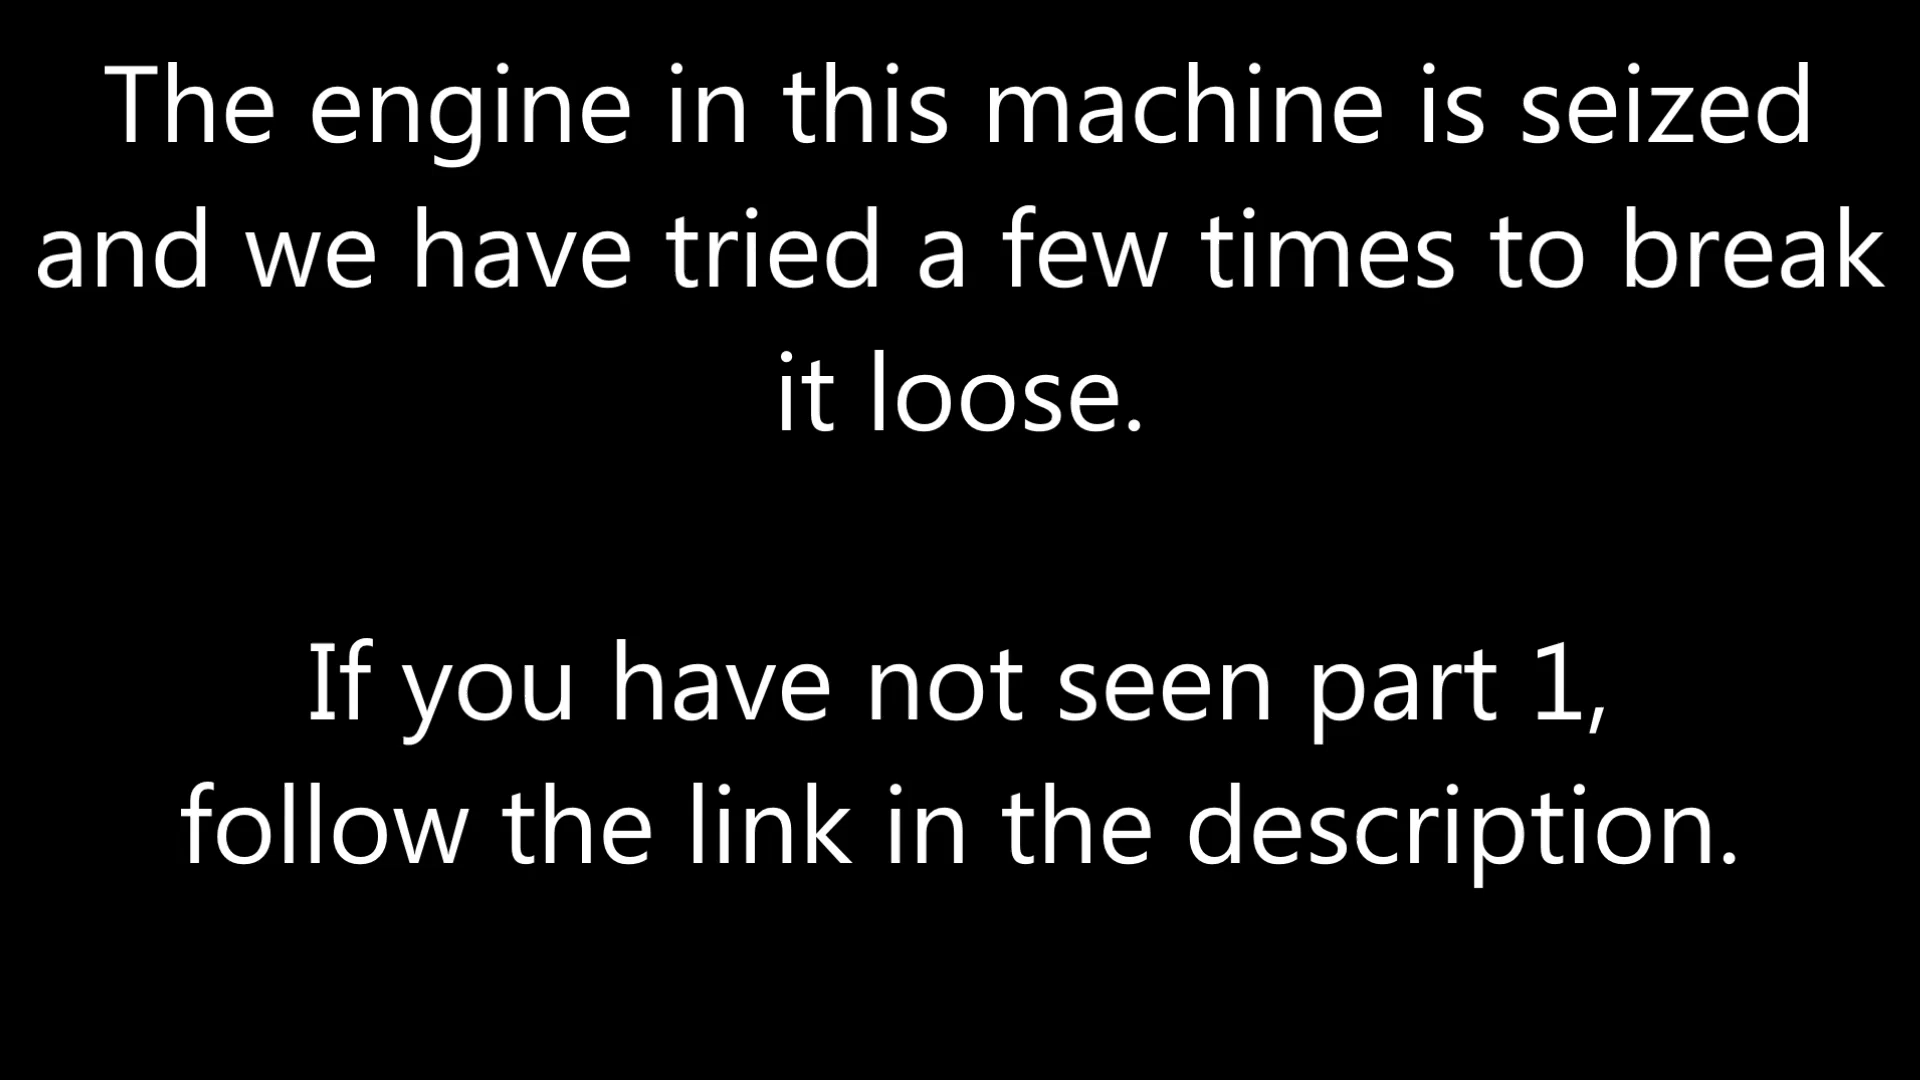 The engine in this machine is seized
and we have tried a few times to break
it loose.
If you have not seen part 1,
follow the link in the description.